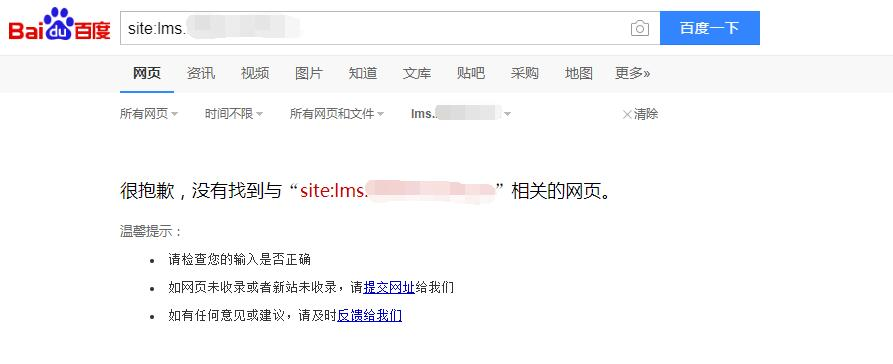 Bai du 百度 site:lms. 百度一下
网页 资讯 视频 图片 知道 文库 贴吧 采购 地图 更多»
所有网页 时间不限 所有网页和文件 lms. ×清除
很抱歉，没有找到与“site:lms. ”相关的网页。
温馨提示：
• 请检查您的输入是否正确
• 如网页未收录或者新站未收录，请提交网址给我们
• 如有任何意见或建议，请及时反馈给我们